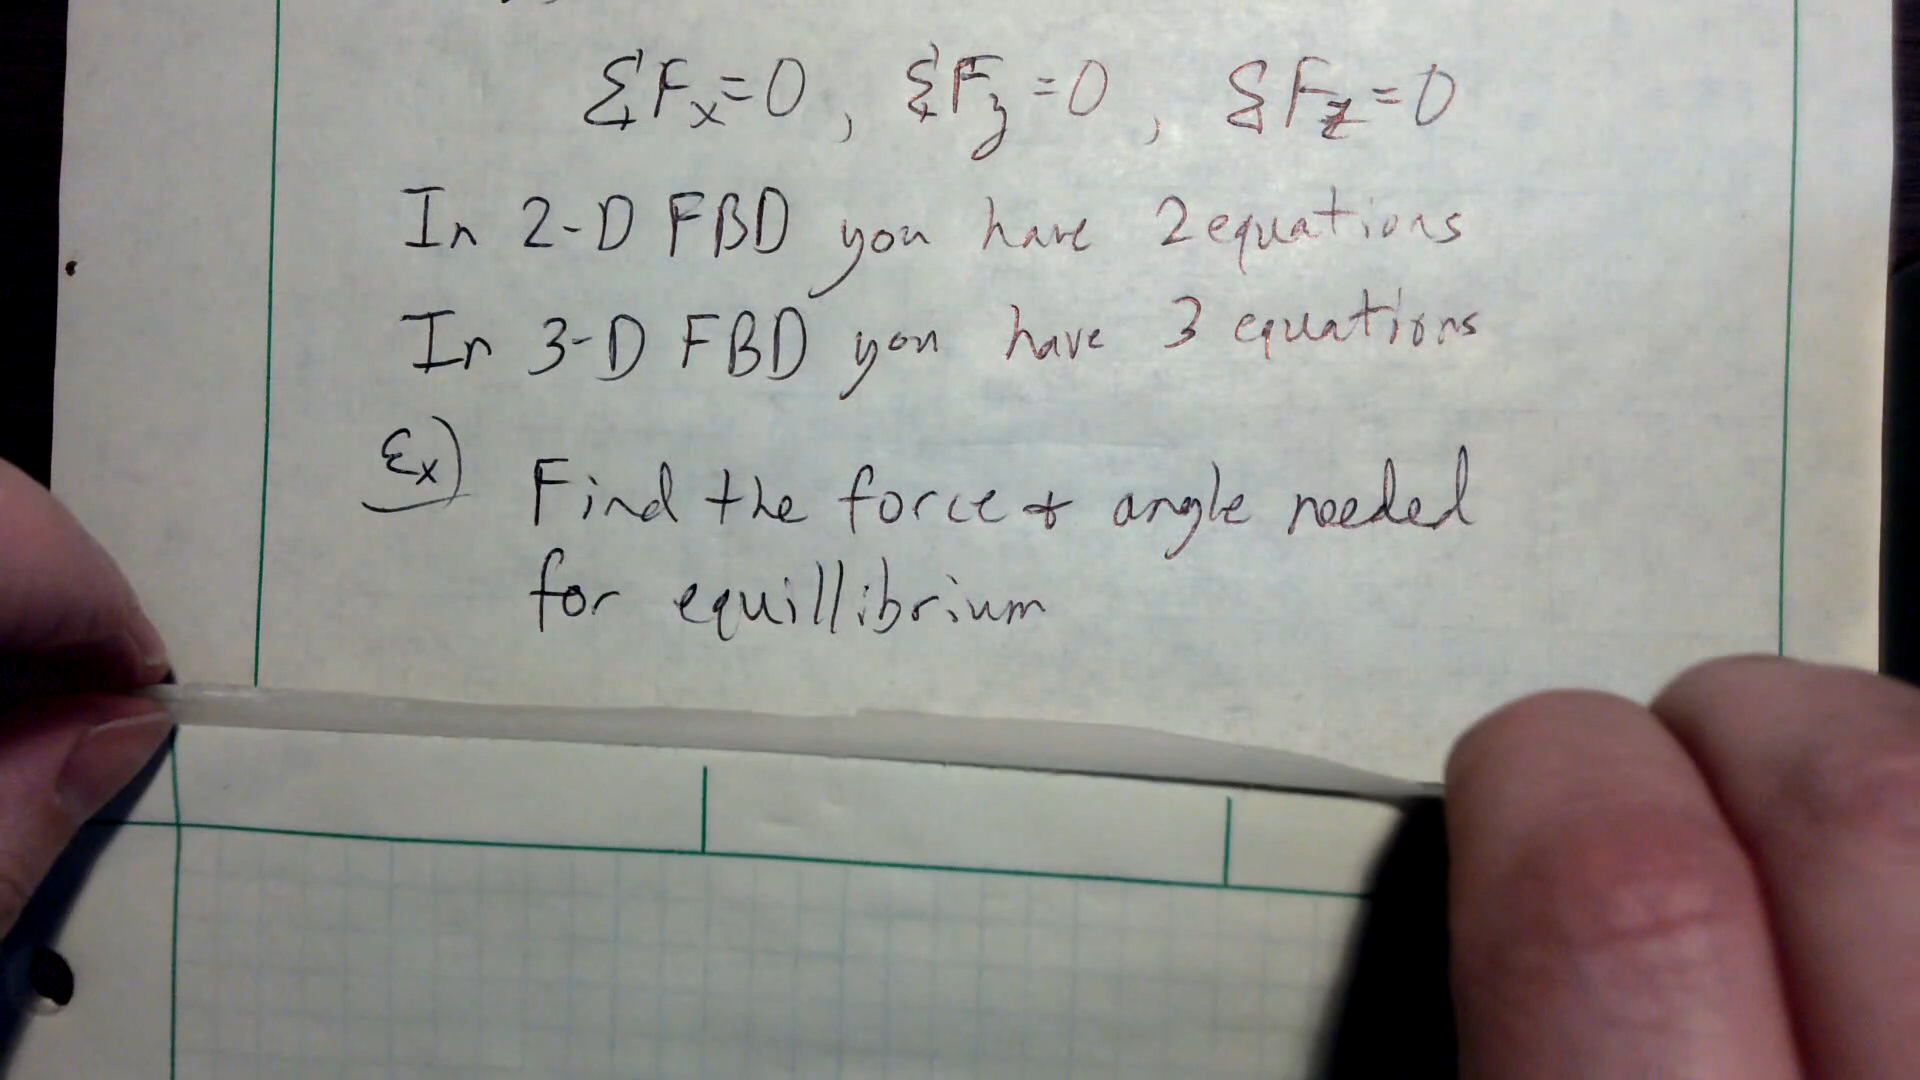 ΣFx=0, ΣFy=0, ΣFz=0
In 2-D FBD you have 2 equations
In 3-D FBD you have 3 equations
Ex) Find the force & angle needed
for equillibrium